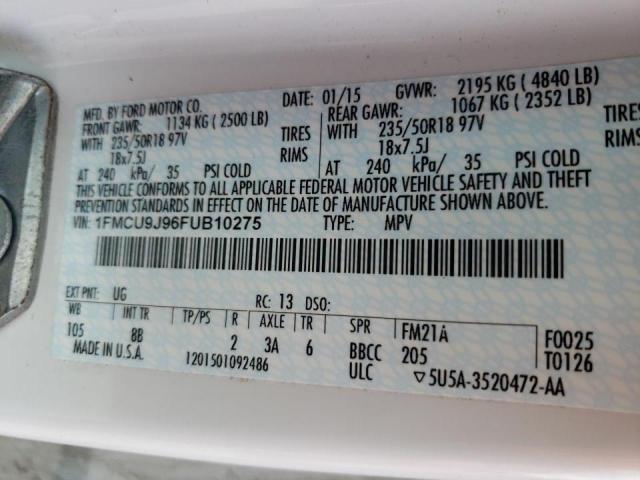 MFD. BY FORD MOTOR CO. DATE: 01/15 GVWR: 2195 KG ( 4840 LB)
FRONT GAWR: 1134 KG ( 2500 LB) REAR GAWR: 1067 KG ( 2352 LB)
WITH 235/50R18 97V TIRES WITH 235/50R18 97V TIRES
18x7.5J RIMS 18x7.5J RIMS
AT 240 kPa/ 35 PSI COLD AT 240 kPa/ 35 PSI COLD
THIS VEHICLE CONFORMS TO ALL APPLICABLE FEDERAL MOTOR VEHICLE SAFETY AND THEFT
PREVENTION STANDARDS IN EFFECT ON THE DATE OF MANUFACTURE SHOWN ABOVE.
VIN: 1FMCU9J96FUB10275 TYPE: MPV
EXT PNT: UG RC: 13 DSO:
WB INT TR TP/PS R AXLE TR SPR FM21A F0025
105 8B 2 3A 6 BBCC 205 T0126
MADE IN U.S.A. 1201501092486 ULC ▽5U5A-3520472-AA